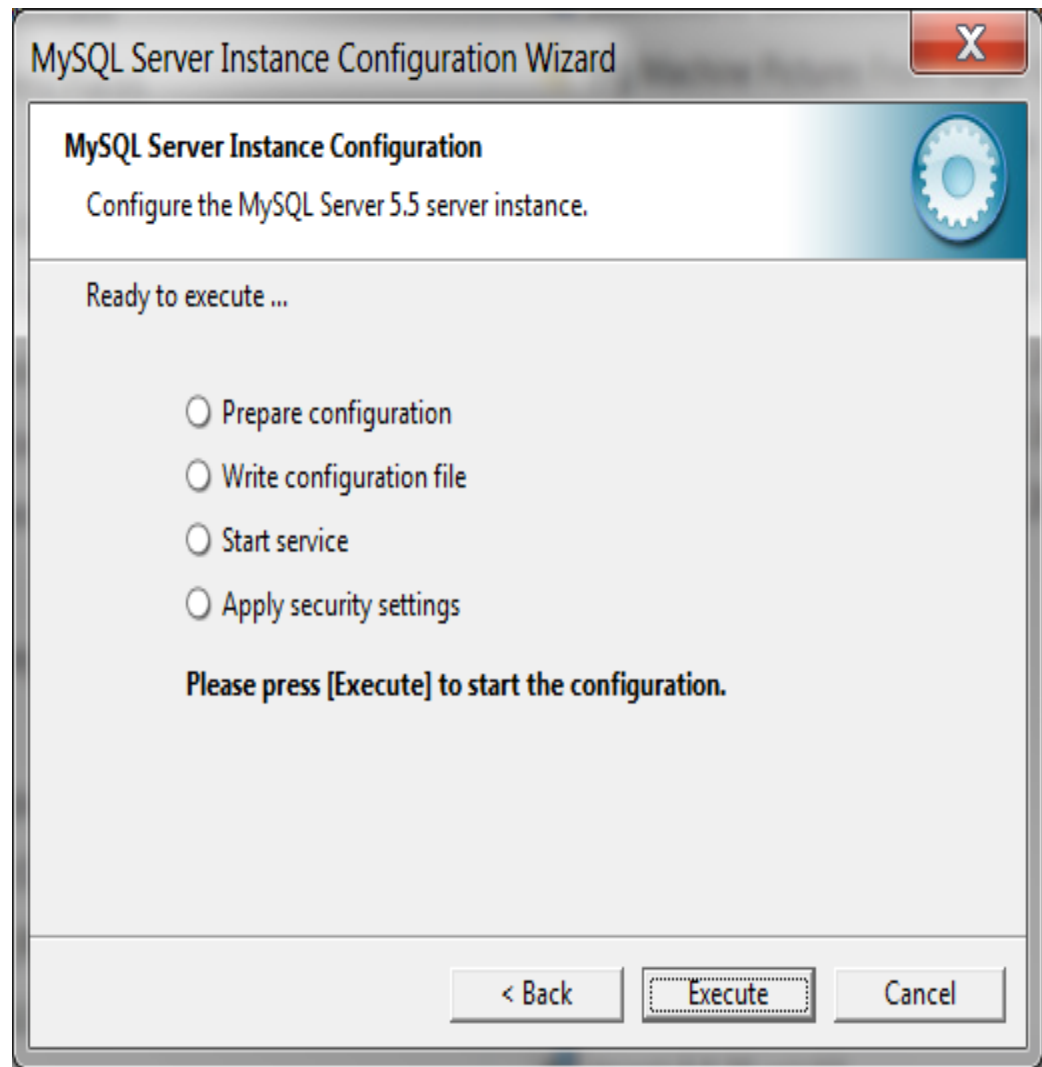 MySQL Server Instance Configuration Wizard
X
MySQL Server Instance Configuration
Configure the MySQL Server 5.5 server instance.
Ready to execute ...
Prepare configuration
Write configuration file
Start service
Apply security settings
Please press [Execute] to start the configuration.
< Back Execute Cancel